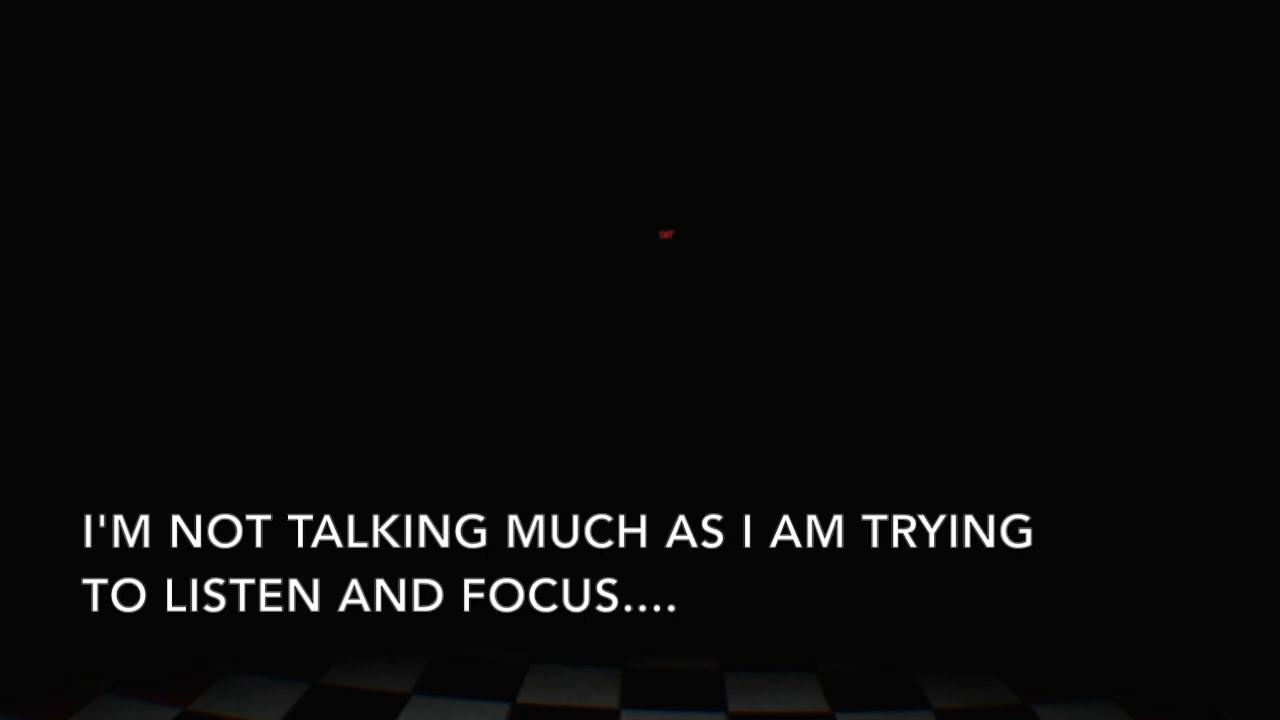 I'M NOT TALKING MUCH AS I AM TRYING
TO LISTEN AND FOCUS....